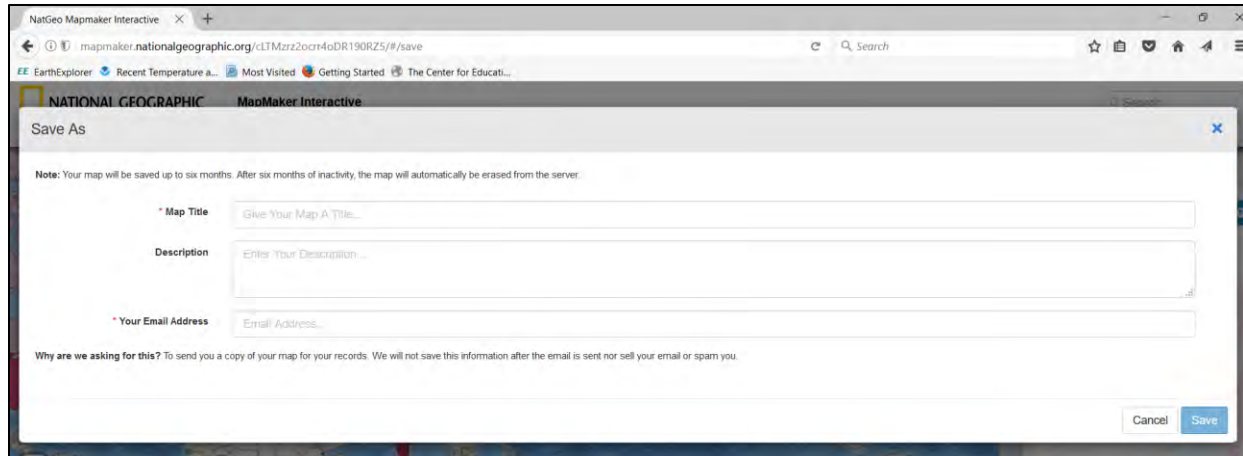 NatGeo Mapmaker Interactive
mapmaker.nationalgeographic.org/cLTMzrz2ocrr4oDR190RZ5/#/save
Search
EarthExplorer Recent Temperature a... Most Visited Getting Started The Center for Educati...
NATIONAL GEOGRAPHIC MapMaker Interactive
Search
Save As
Note: Your map will be saved up to six months. After six months of inactivity, the map will automatically be erased from the server.
* Map Title
Give Your Map A Title...
Description
Enter Your Description ...
* Your Email Address
Email Address...
Why are we asking for this? To send you a copy of your map for your records. We will not save this information after the email is sent nor sell your email or spam you.
Cancel Save